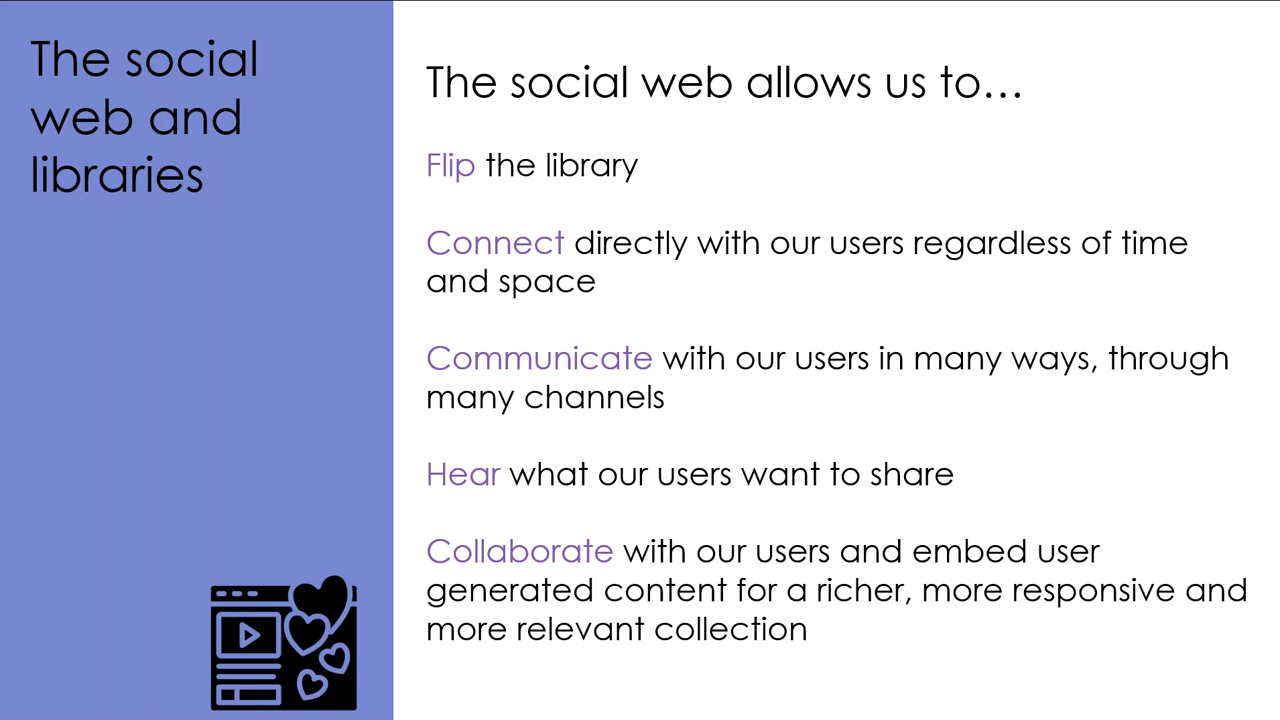 The social
web and
libraries
The social web allows us to…
Flip the library
Connect directly with our users regardless of time
and space
Communicate with our users in many ways, through
many channels
Hear what our users want to share
Collaborate with our users and embed user
generated content for a richer, more responsive and
more relevant collection